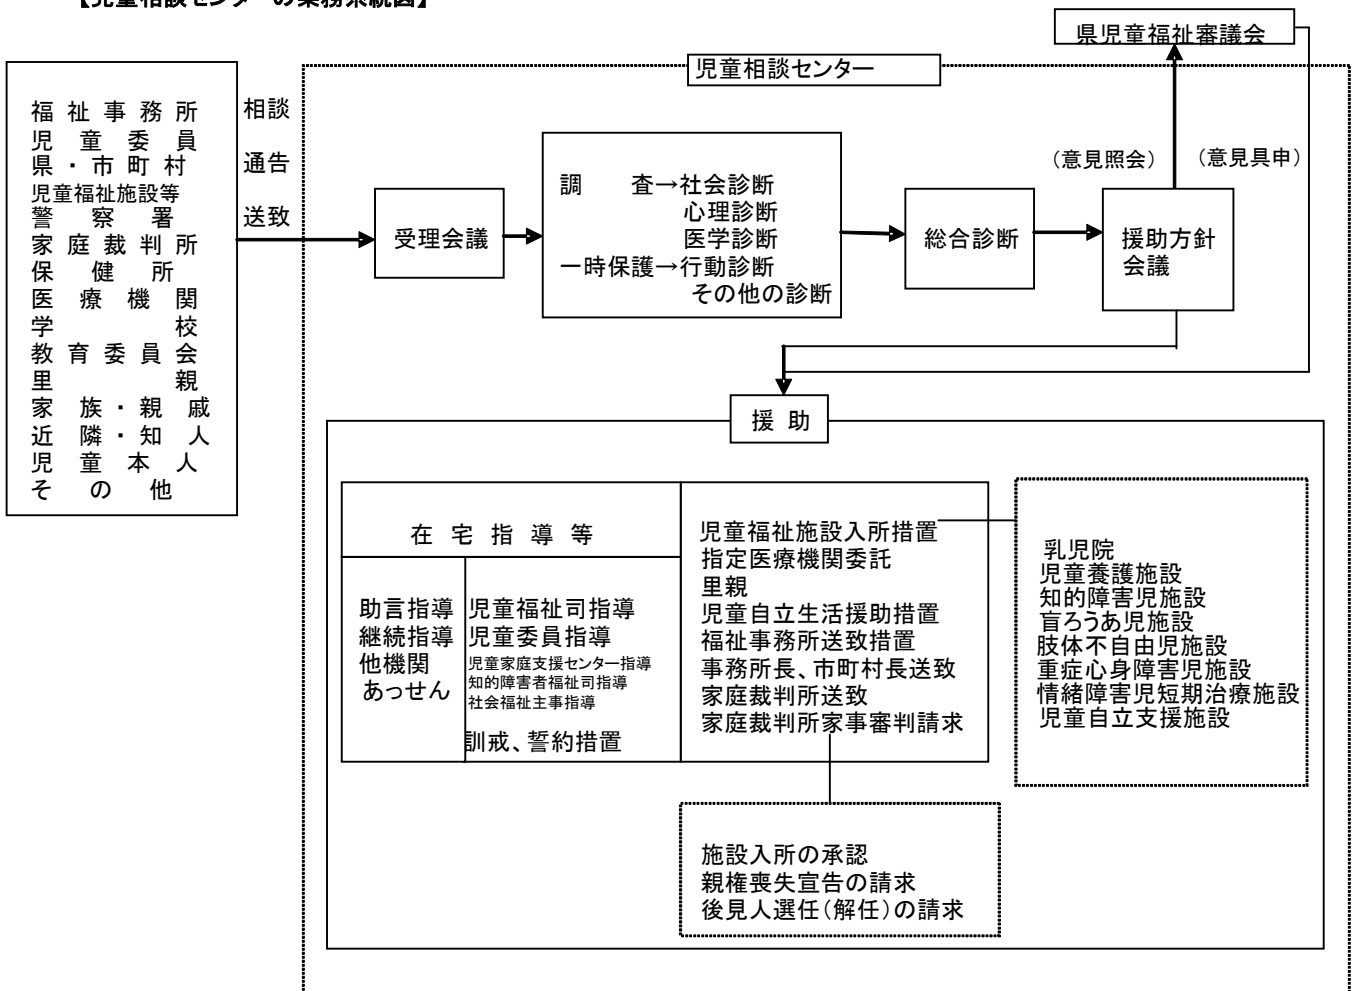 【児童相談センターの業務系統図】
県児童福祉審議会
児童相談センター
福祉事務所
児童委員
県・市町村
児童福祉施設等
警察署
家庭裁判所
保健所
医療機関
学校
教育委員会
里親
家族・親戚
近隣・知人
児童本人
その他
相談
通告
送致
受理会議
調　査→社会診断
心理診断
医学診断
一時保護→行動診断
その他の診断
総合診断
(意見照会)
(意見具申)
援助方針
会議
援助
在宅指導等
助言指導
継続指導
他機関
あっせん
児童福祉司指導
児童委員指導
児童家庭支援センター指導
知的障害者福祉司指導
社会福祉主事指導
訓戒、誓約措置
児童福祉施設入所措置
指定医療機関委託
里親
児童自立生活援助措置
福祉事務所送致措置
事務所長、市町村長送致
家庭裁判所送致
家庭裁判所家事審判請求
乳児院
児童養護施設
知的障害児施設
盲ろうあ児施設
肢体不自由児施設
重症心身障害児施設
情緒障害児短期治療施設
児童自立支援施設
施設入所の承認
親権喪失宣告の請求
後見人選任(解任)の請求